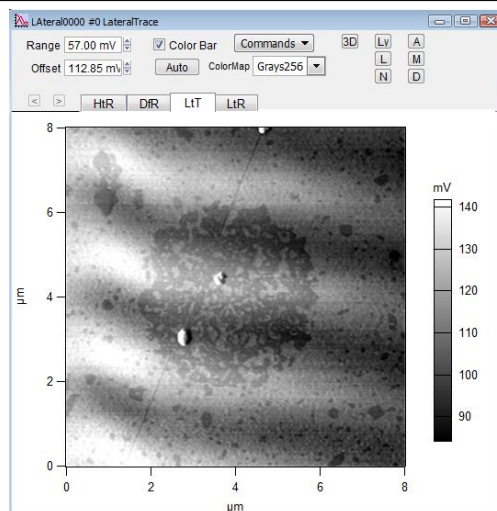 LAteral0000 #0 LateralTrace
Range 57.00 mV Color Bar Commands 3D Lγ A
Offset 112.85 mV Auto ColorMap Grays256 L M
N D
< > HtR DfR LtT LtR
mV
8
6
4
2
0
µm
0 2 4 6 8
µm
140
130
120
110
100
90